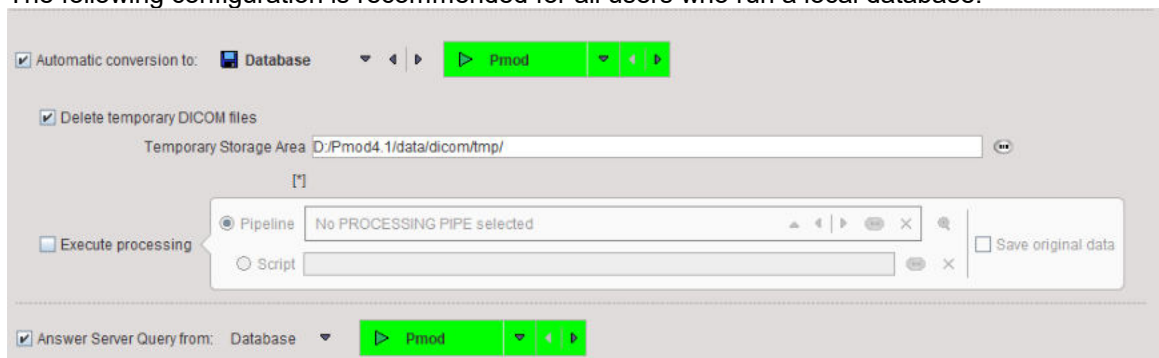 The following configuration is recommended for all users who run a local database:
Automatic conversion to: Database Pmod
Delete temporary DICOM files
Temporary Storage Area D:/Pmod4.1/data/dicom/tmp/
[*]
Pipeline No PROCESSING PIPE selected
Execute processing Save original data
Script
Answer Server Query from: Database Pmod